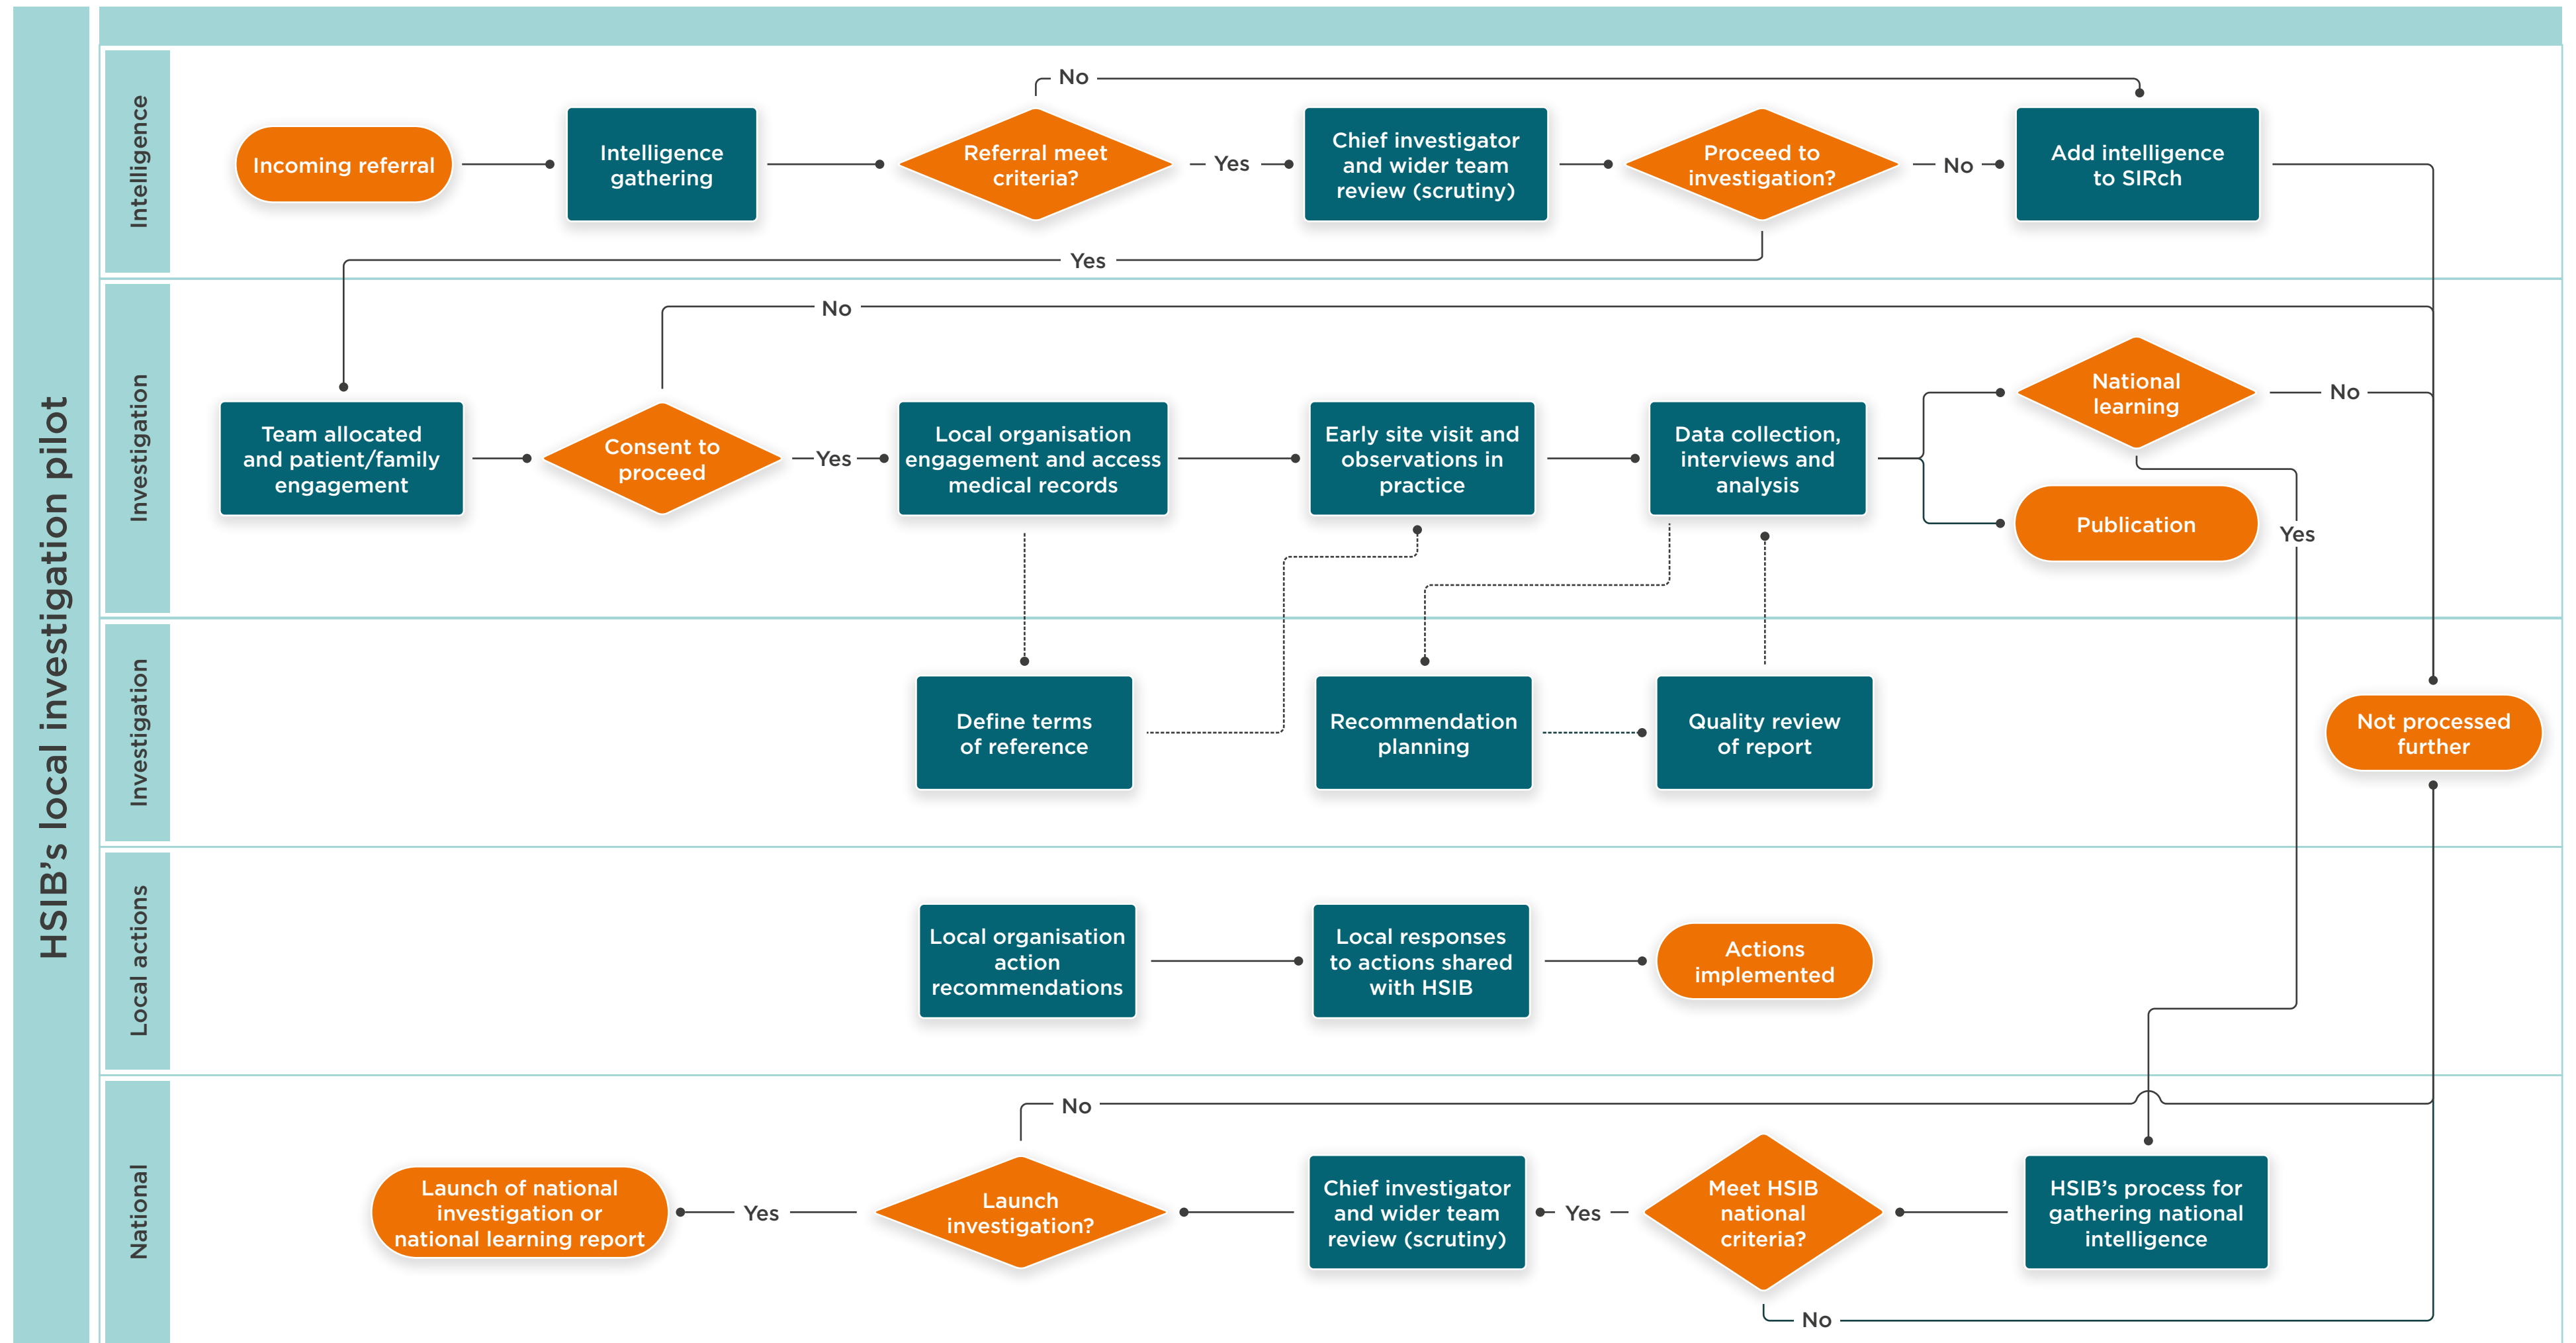 HSIB's local investigation pilot
Intelligence
No
Incoming referral
Intelligence
gathering
Referral meet
criteria?
Yes
Chief investigator
and wider team
review (scrutiny)
Proceed to
investigation?
No
Add intelligence
to SIRch
Yes
Investigation
No
Team allocated
and patient/family
engagement
Consent to
proceed
Yes
Local organisation
engagement and access
medical records
Early site visit and
observations in
practice
Data collection,
interviews and
analysis
National
learning
No
Publication
Yes
Investigation
Define terms
of reference
Recommendation
planning
Quality review
of report
Not processed
further
Local actions
Local organisation
action
recommendations
Local responses
to actions shared
with HSIB
Actions
implemented
National
No
Launch of national
investigation or
national learning report
Yes
Launch
investigation?
Chief investigator
and wider team
review (scrutiny)
Yes
Meet HSIB
national
criteria?
HSIB's process for
gathering national
intelligence
No